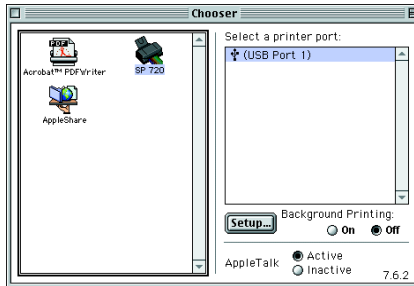 Chooser
Select a printer port:
(USB Port 1)
PDF
Acrobat™ PDFWriter
SP 720
AppleShare
Setup...
Background Printing:
On Off
AppleTalk
Active
Inactive
7.6.2